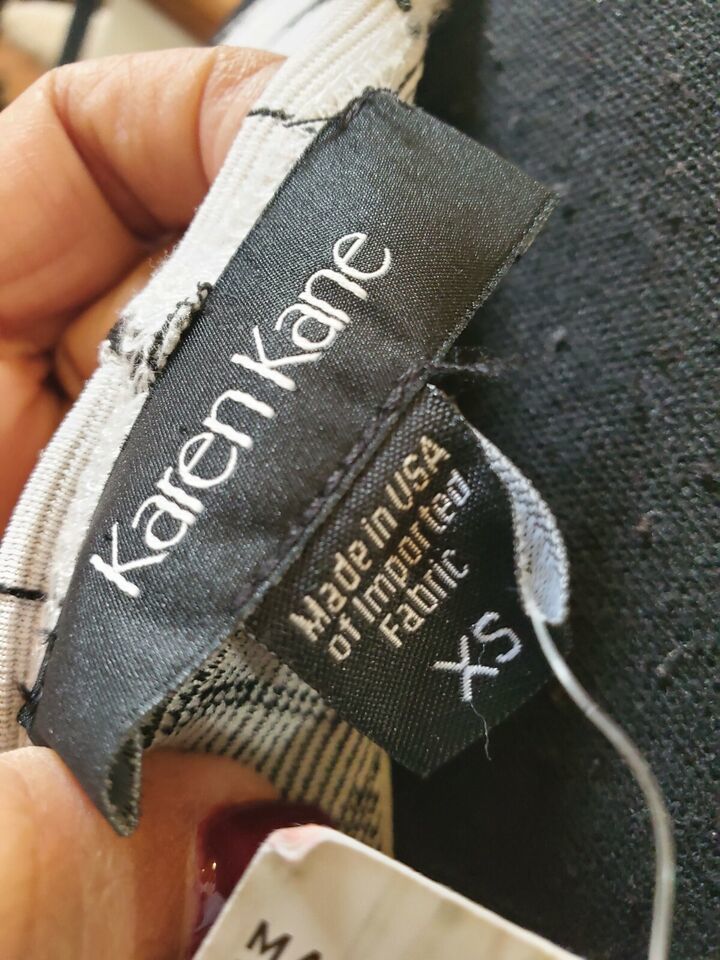 Karen Kane
Made in USA
of Imported
Fabric
XS